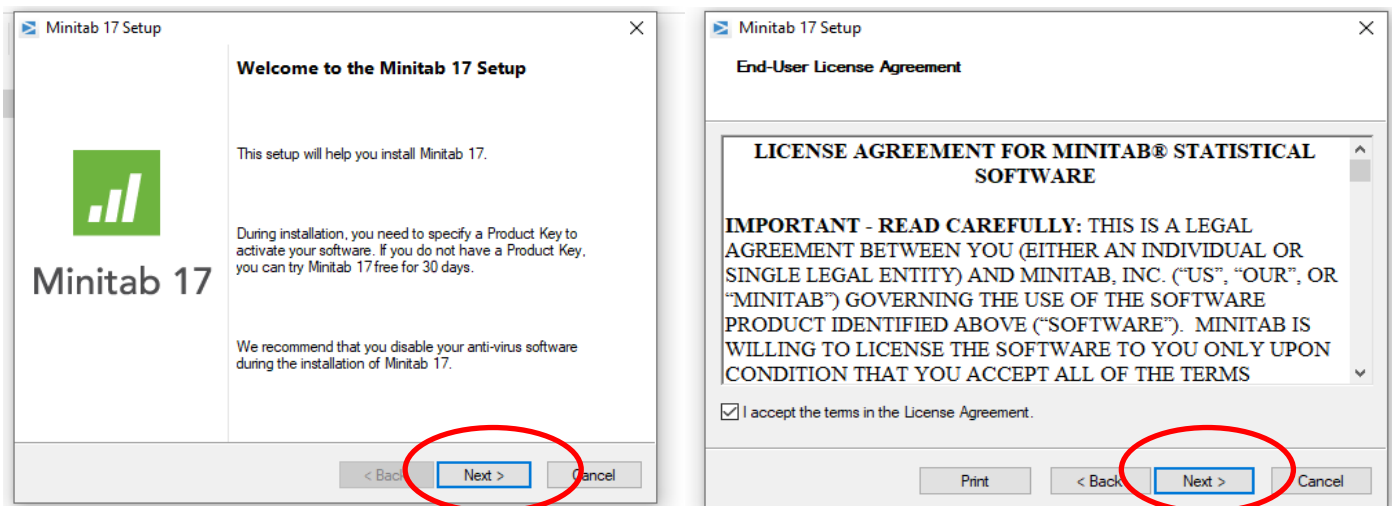 Minitab 17 Setup
Welcome to the Minitab 17 Setup
This setup will help you install Minitab 17.
During installation, you need to specify a Product Key to
activate your software. If you do not have a Product Key,
you can try Minitab 17 free for 30 days.
Minitab 17
We recommend that you disable your anti-virus software
during the installation of Minitab 17.
< Back
Next >
Cancel
Minitab 17 Setup
End-User License Agreement
LICENSE AGREEMENT FOR MINITAB® STATISTICAL
SOFTWARE
IMPORTANT - READ CAREFULLY: THIS IS A LEGAL
AGREEMENT BETWEEN YOU (EITHER AN INDIVIDUAL OR
SINGLE LEGAL ENTITY) AND MINITAB, INC. (“US”, “OUR”, OR
“MINITAB”) GOVERNING THE USE OF THE SOFTWARE
PRODUCT IDENTIFIED ABOVE (“SOFTWARE”).  MINITAB IS
WILLING TO LICENSE THE SOFTWARE TO YOU ONLY UPON
CONDITION THAT YOU ACCEPT ALL OF THE TERMS
I accept the terms in the License Agreement.
Print
< Back
Next >
Cancel